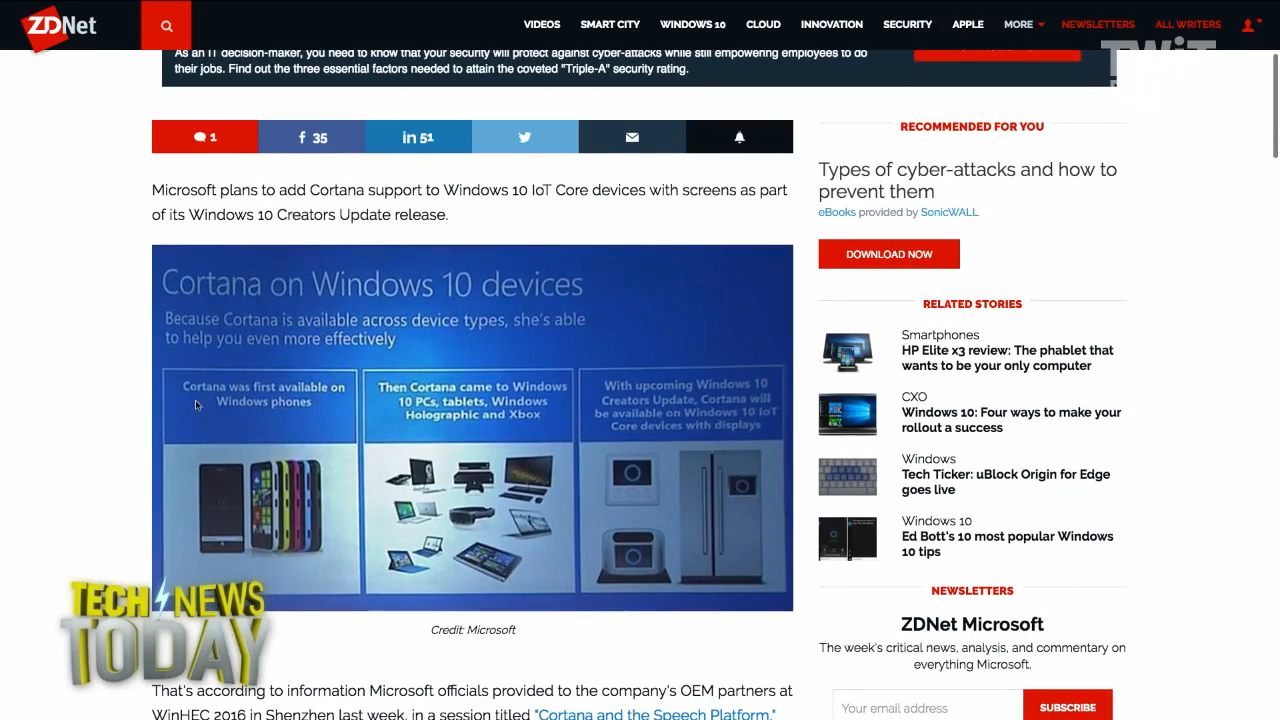 ZDNet
VIDEOS SMART CITY WINDOWS 10 CLOUD INNOVATION SECURITY APPLE MORE NEWSLETTERS ALL WRITERS
TWiT
As an IT decision-maker, you need to know that your security will protect against cyber-attacks while still empowering employees to do
their jobs. Find out the three essential factors needed to attain the coveted "Triple-A" security rating.
1 35 51
Microsoft plans to add Cortana support to Windows 10 IoT Core devices with screens as part
of its Windows 10 Creators Update release.
Cortana on Windows 10 devices
Because Cortana is available across device types, she's able
to help you even more effectively
Cortana was first available on
Windows phones
Then Cortana came to Windows
10 PCs, tablets, Windows
Holographic and Xbox
With upcoming Windows 10
Creators Update, Cortana will
be available on Windows 10 IoT
Core devices with displays
Credit: Microsoft
That's according to information Microsoft officials provided to the company's OEM partners at
WinHEC 2016 in Shenzhen last week, in a session titled "Cortana and the Speech Platform."
RECOMMENDED FOR YOU
Types of cyber-attacks and how to
prevent them
eBooks provided by SonicWALL
DOWNLOAD NOW
RELATED STORIES
Smartphones
HP Elite x3 review: The phablet that
wants to be your only computer
CXO
Windows 10: Four ways to make your
rollout a success
Windows
Tech Ticker: uBlock Origin for Edge
goes live
Windows 10
Ed Bott's 10 most popular Windows
10 tips
NEWSLETTERS
ZDNet Microsoft
The week's critical news, analysis, and commentary on
everything Microsoft.
Your email address
SUBSCRIBE
TECH NEWS
TODAY